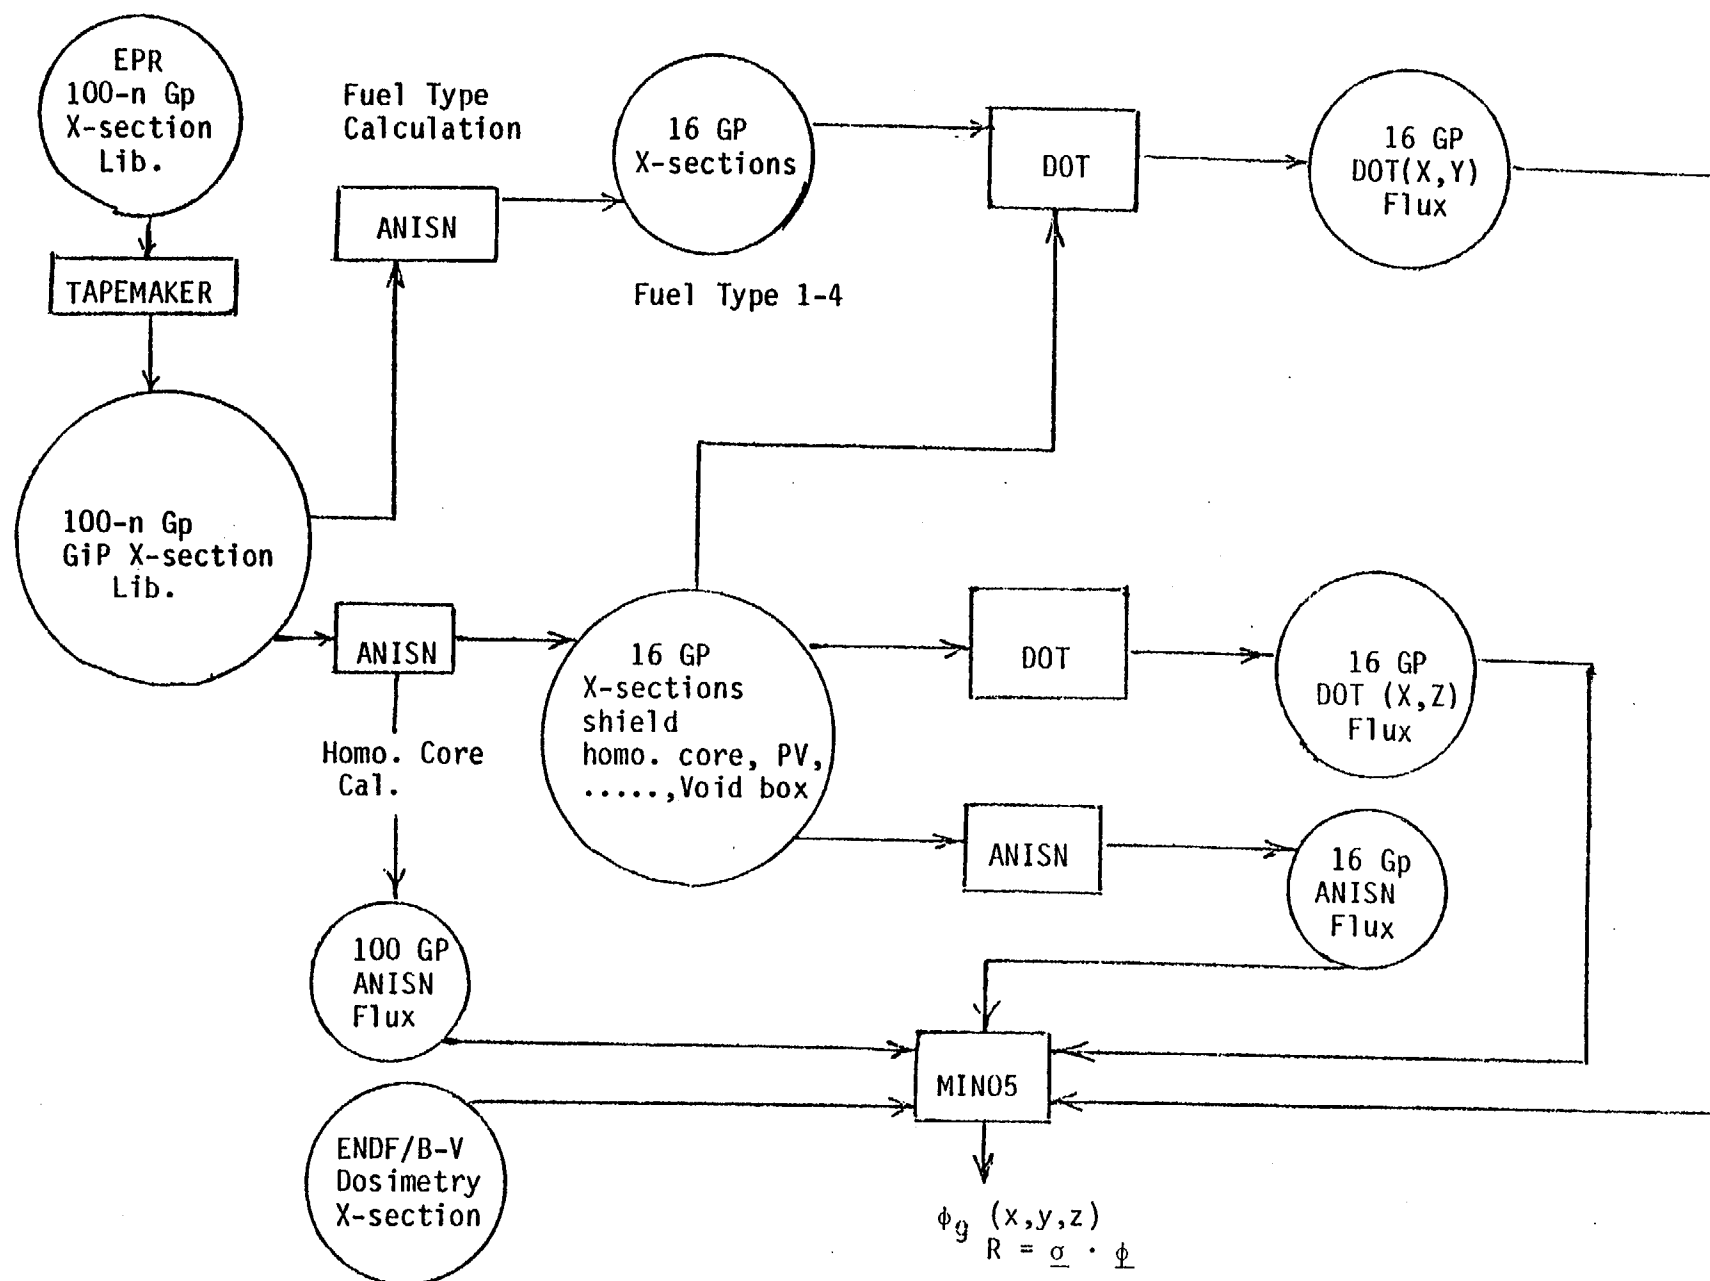 EPR
100-n Gp
X-section
Lib.
TAPEMAKER
100-n Gp
GiP X-section
Lib.
Fuel Type
Calculation
ANISN
16 GP
X-sections
Fuel Type 1-4
DOT
16 GP
DOT(X,Y)
Flux
ANISN
Homo. Core
Cal.
16 GP
X-sections
shield
homo. core, PV,
.....,Void box
DOT
16 GP
DOT (X,Z)
Flux
ANISN
16 Gp
ANISN
Flux
100 GP
ANISN
Flux
ENDF/B-V
Dosimetry
X-section
MINO5
ϕg (x,y,z)
R = σ · ϕ